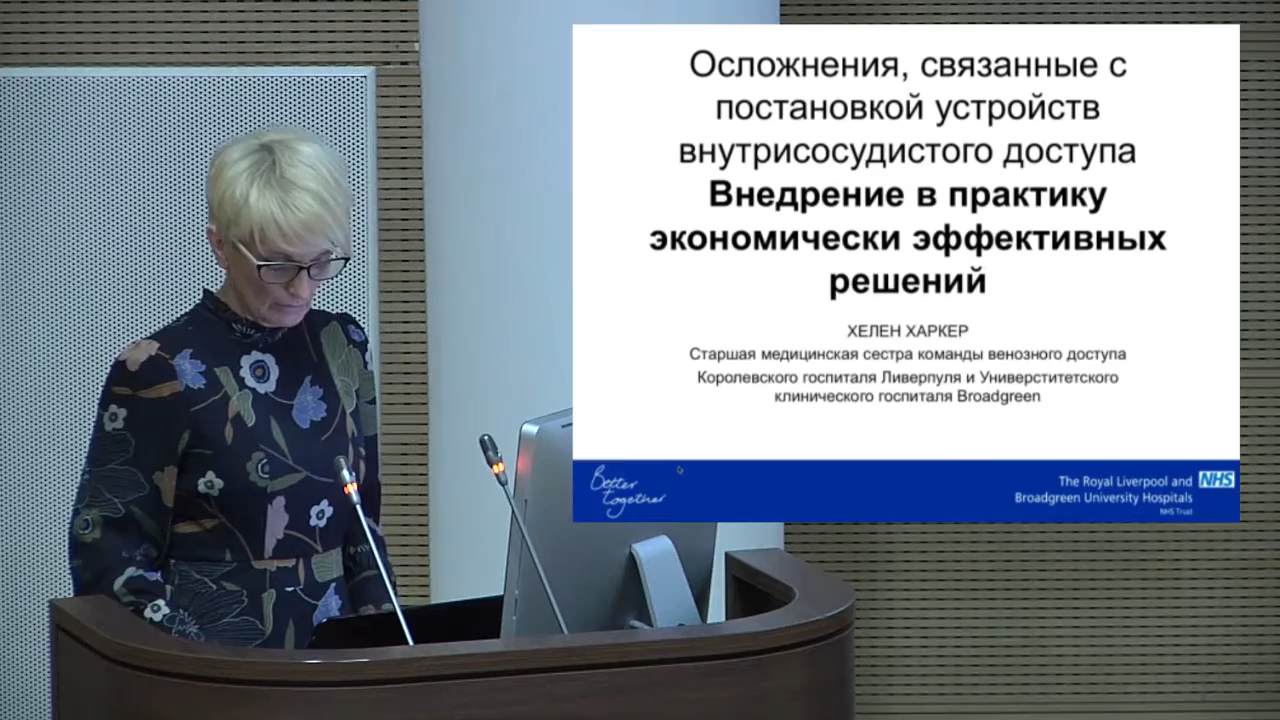 Осложнения, связанные с
постановкой устройств
внутрисосудистого доступа
Внедрение в практику
экономически эффективных
решений
ХЕЛЕН ХАРКЕР
Старшая медицинская сестра команды венозного доступа
Королевского госпиталя Ливерпуля и Универститетского
клинического госпиталя Broadgreen
Better
together
The Royal Liverpool and NHS
Broadgreen University Hospitals
NHS Trust